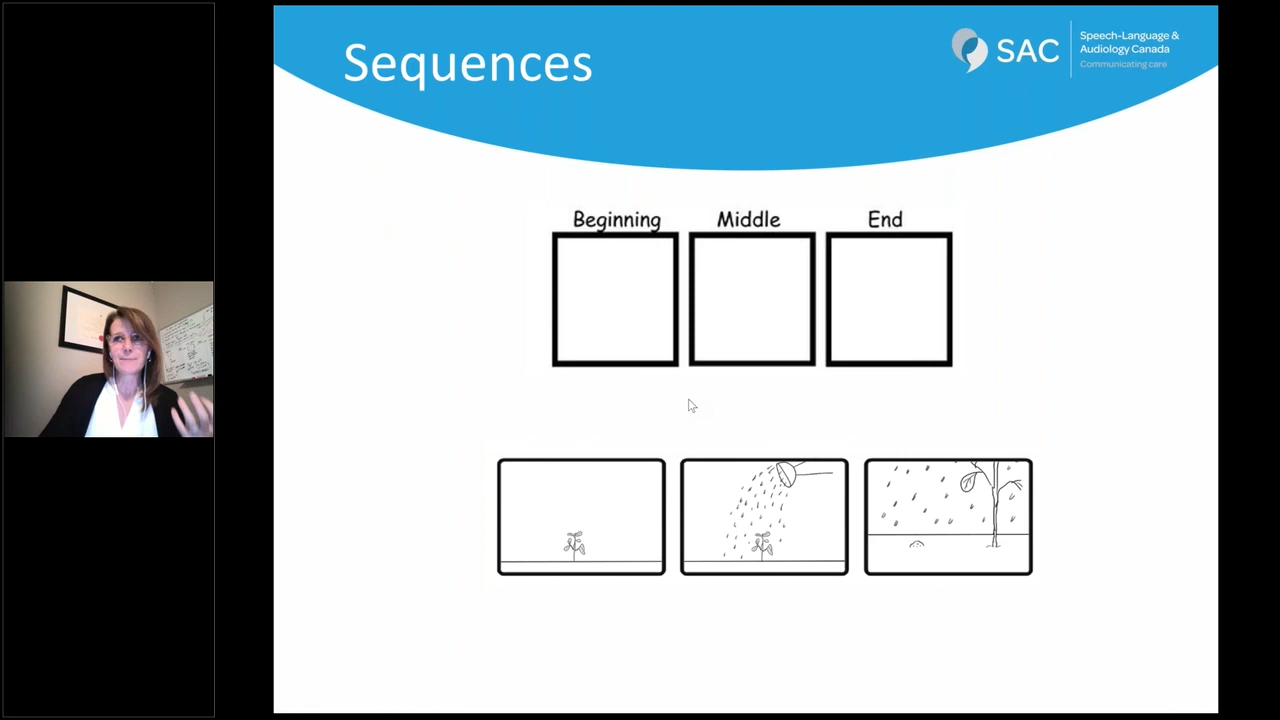 Sequences
SAC
Speech-Language &
Audiology Canada
Communicating care
Beginning Middle End